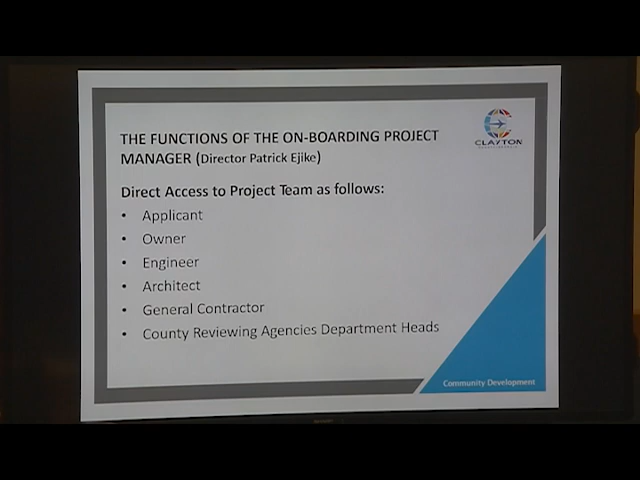 CLAYTON
THE FUNCTIONS OF THE ON-BOARDING PROJECT
MANAGER (Director Patrick Ejike)
Direct Access to Project Team as follows:
• Applicant
• Owner
• Engineer
• Architect
• General Contractor
• County Reviewing Agencies Department Heads
Community Development